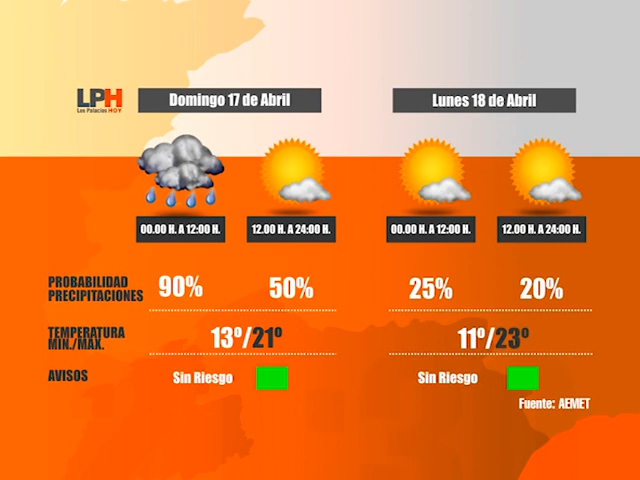 LPH
Los Palacios HOY
Domingo 17 de Abril
Lunes 18 de Abril
00.00 H. A 12:00 H.
12.00 H. A 24:00 H.
00.00 H. A 12:00 H.
12.00 H. A 24:00 H.
PROBABILIDAD
PRECIPITACIONES
90%
50%
25%
20%
TEMPERATURA
MIN./MAX.
13º/21º
11º/23º
AVISOS
Sin Riesgo
Sin Riesgo
Fuente: AEMET